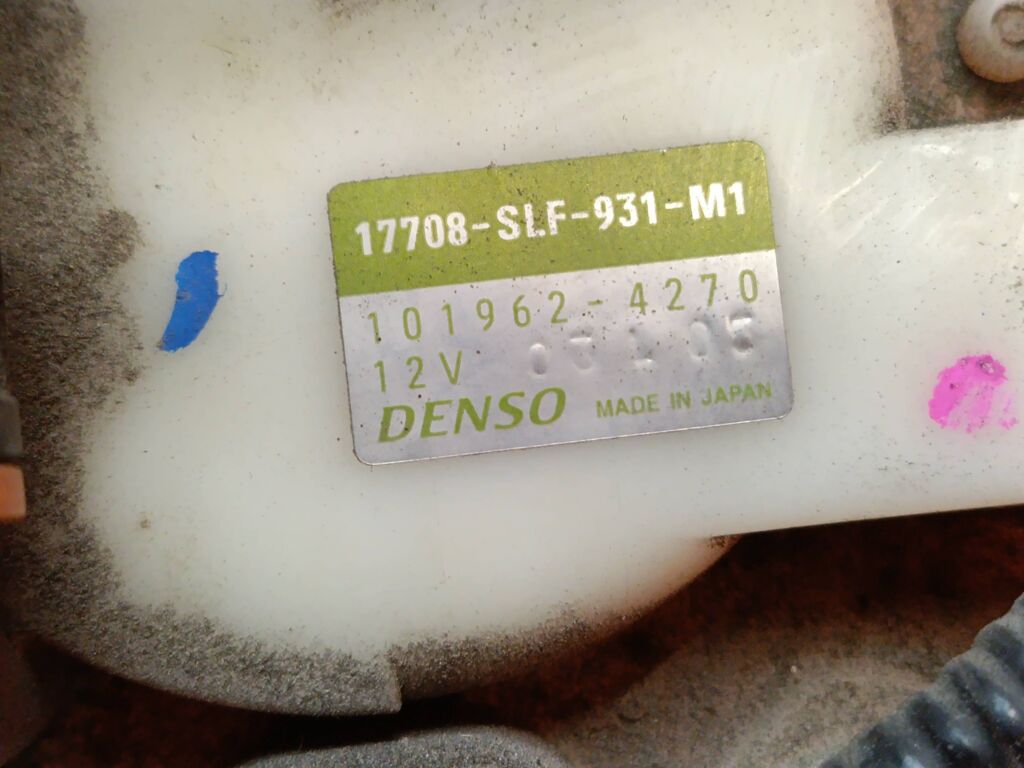 17708-SLF-931-M1
101962-4270
12V
DENSO MADE IN JAPAN